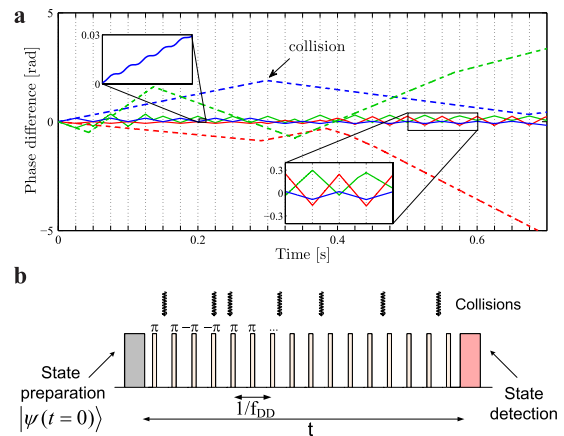 a
Phase difference [rad]
5
0
−5
0.03
0
collision
0.3
0
−0.3
0
0.2
0.4
0.6
Time [s]
b
Collisions
π π −π −π π π ...
State
preparation
|ψ(t = 0)⟩
1/f_DD
t
State
detection